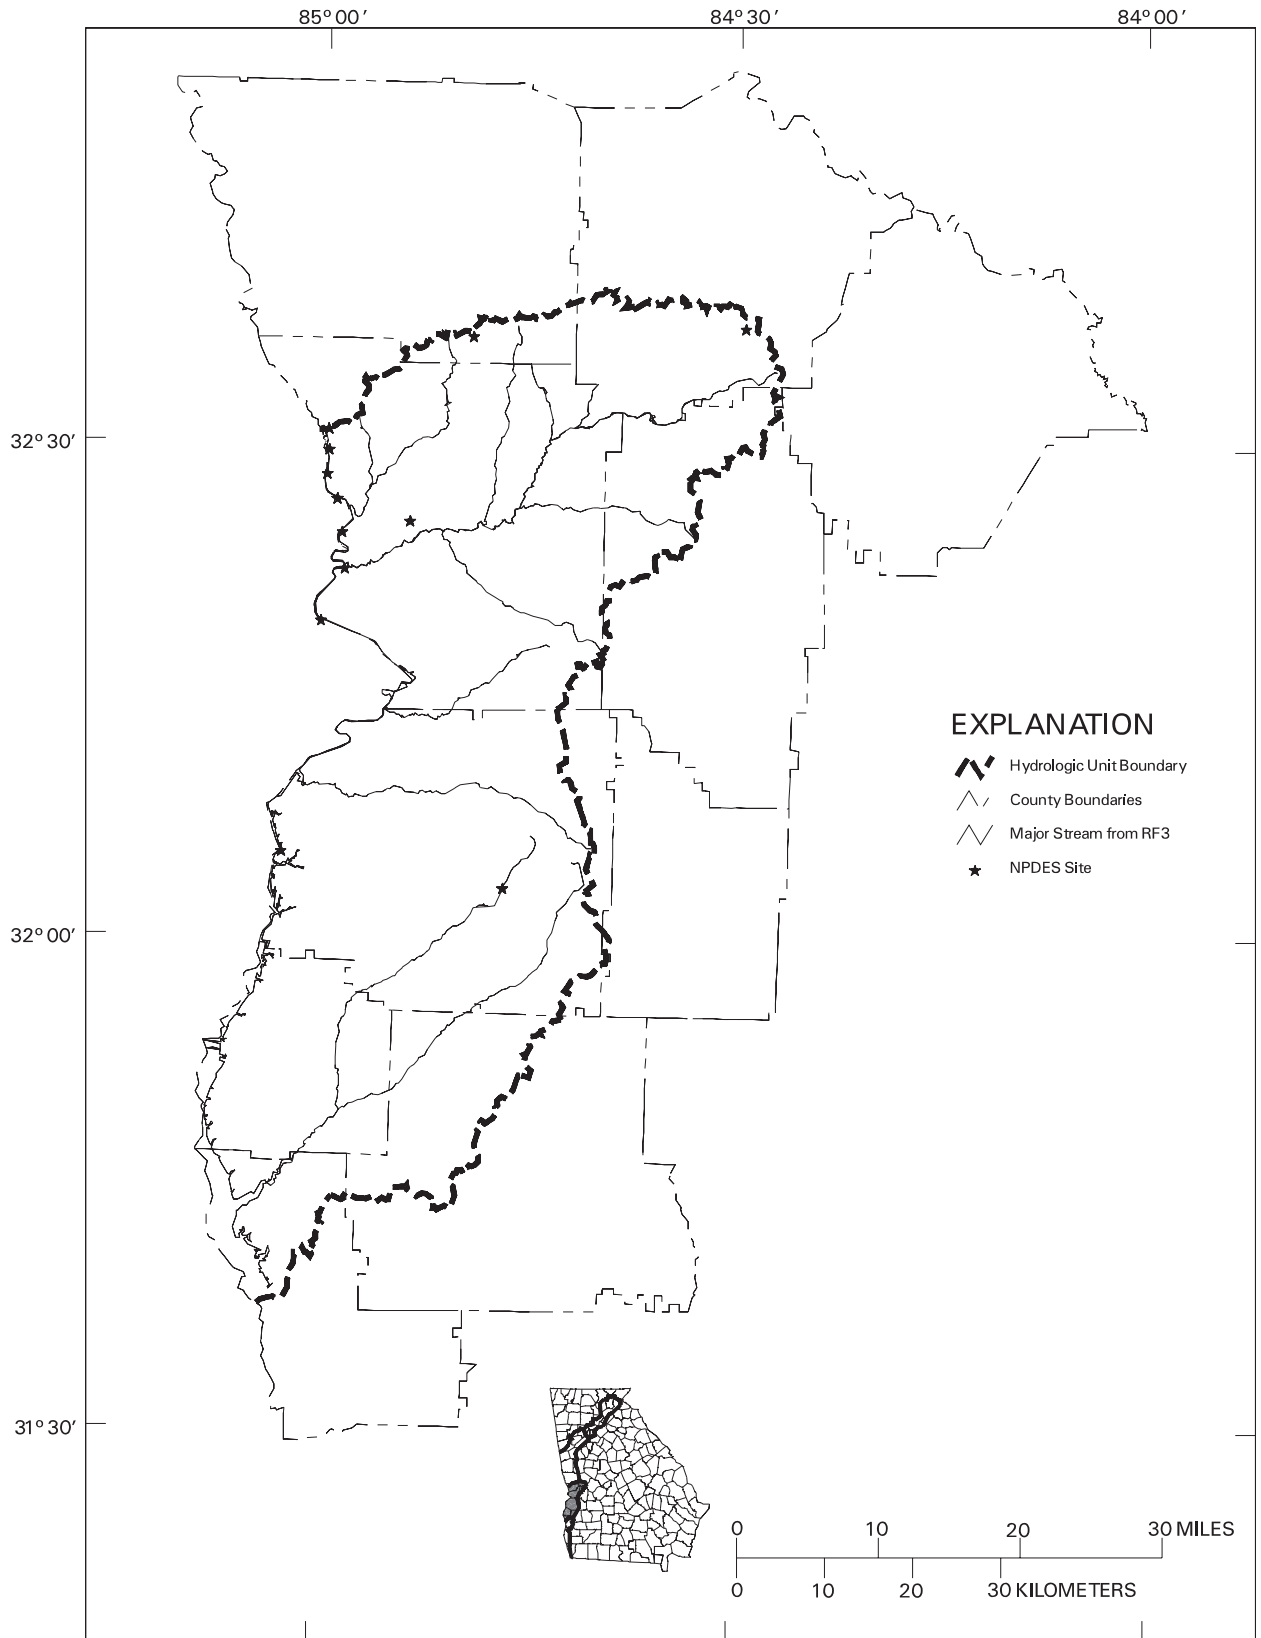 85°00′ 84°30′ 84°00′
32°30′
EXPLANATION
Hydrologic Unit Boundary
County Boundaries
Major Stream from RF3
NPDES Site
32°00′
31°30′
0 10 20 30 MILES
0 10 20 30 KILOMETERS